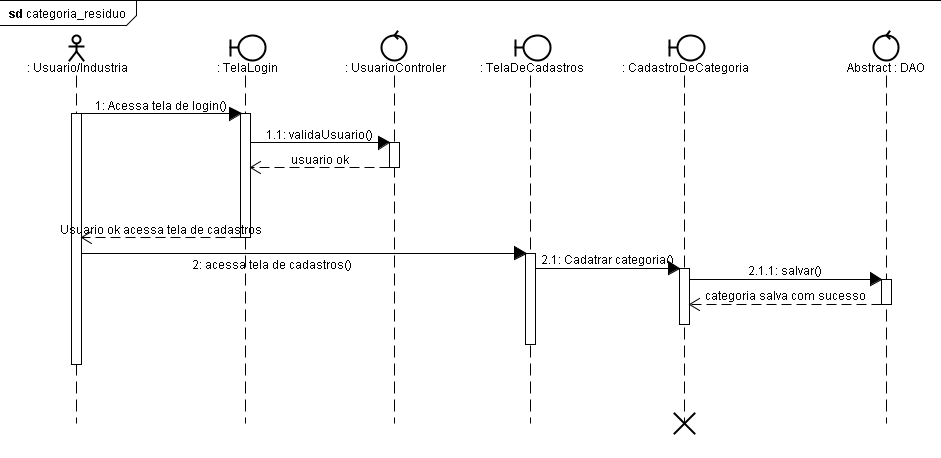 sd categoria_residuo
: Usuario/Industria
: TelaLogin
: UsuarioControler
: TelaDeCadastros
: CadastroDeCategoria
Abstract : DAO
1: Acessa tela de login()
1.1: validaUsuario()
usuario ok
Usuario ok acessa tela de cadastros
2: acessa tela de cadastros()
2.1: Cadatrar categoria()
2.1.1: salvar()
categoria salva com sucesso